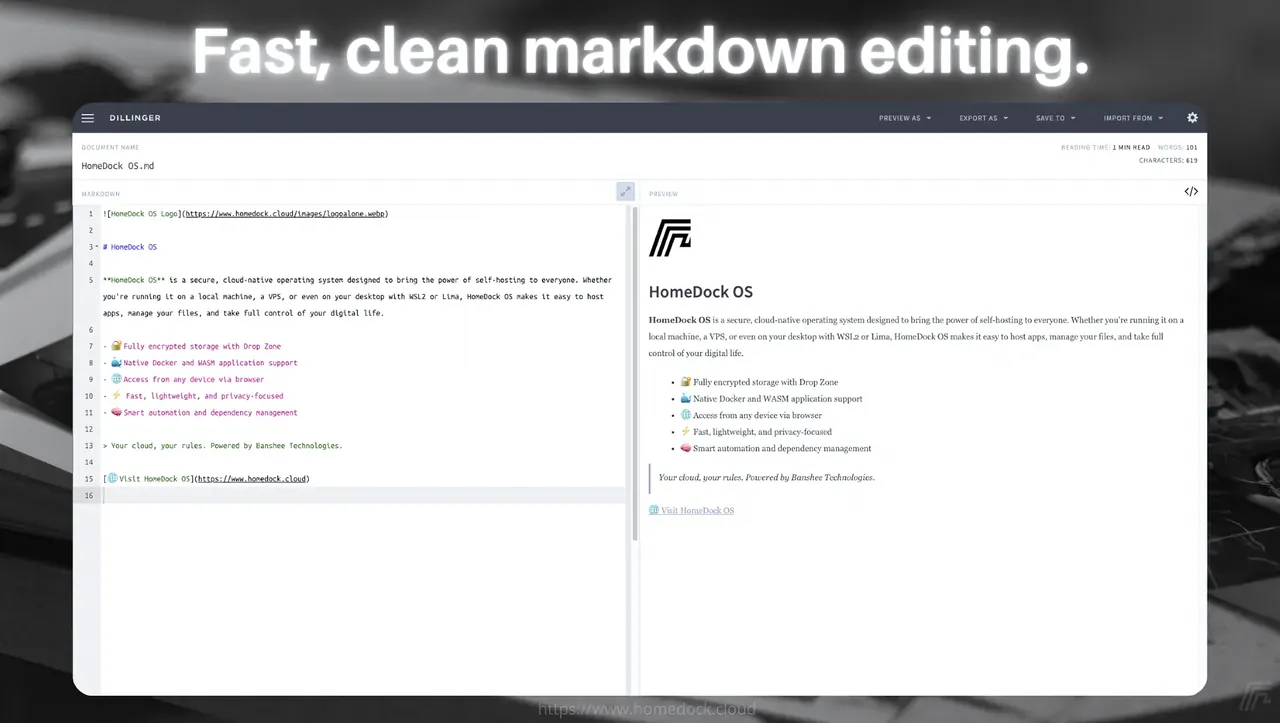 Fast, clean markdown editing.
DILLINGER
PREVIEW AS
EXPORT AS
SAVE TO
IMPORT FROM
DOCUMENT NAME
READING TIME: 1 MIN READ WORDS: 101
HomeDock OS.md
CHARACTERS: 619
MARKDOWN
PREVIEW
</>
1 ![HomeDock OS Logo](https://www.homedock.cloud/images/logoalone.webp)
2
3 # HomeDock OS
4
5 **HomeDock OS** is a secure, cloud-native operating system designed to bring the power of self-hosting to everyone. Whether
you're running it on a local machine, a VPS, or even on your desktop with WSL2 or Lima, HomeDock OS makes it easy to host
apps, manage your files, and take full control of your digital life.
6
7 - 🔐 Fully encrypted storage with Drop Zone
8 - 🐳 Native Docker and WASM application support
9 - 🌐 Access from any device via browser
10 - ⚡ Fast, lightweight, and privacy-focused
11 - 🧠 Smart automation and dependency management
12
13 > Your cloud, your rules. Powered by Banshee Technologies.
14
15 [🌐 Visit HomeDock OS](https://www.homedock.cloud)
16
HomeDock OS
HomeDock OS is a secure, cloud-native operating system designed to bring the power of self-hosting to everyone. Whether you're running it on a
local machine, a VPS, or even on your desktop with WSL2 or Lima, HomeDock OS makes it easy to host apps, manage your files, and take full
control of your digital life.
• 🔐 Fully encrypted storage with Drop Zone
• 🐳 Native Docker and WASM application support
• 🌐 Access from any device via browser
• ⚡ Fast, lightweight, and privacy-focused
• 🧠 Smart automation and dependency management
Your cloud, your rules. Powered by Banshee Technologies.
🌐 Visit HomeDock OS
https://www.homedock.cloud